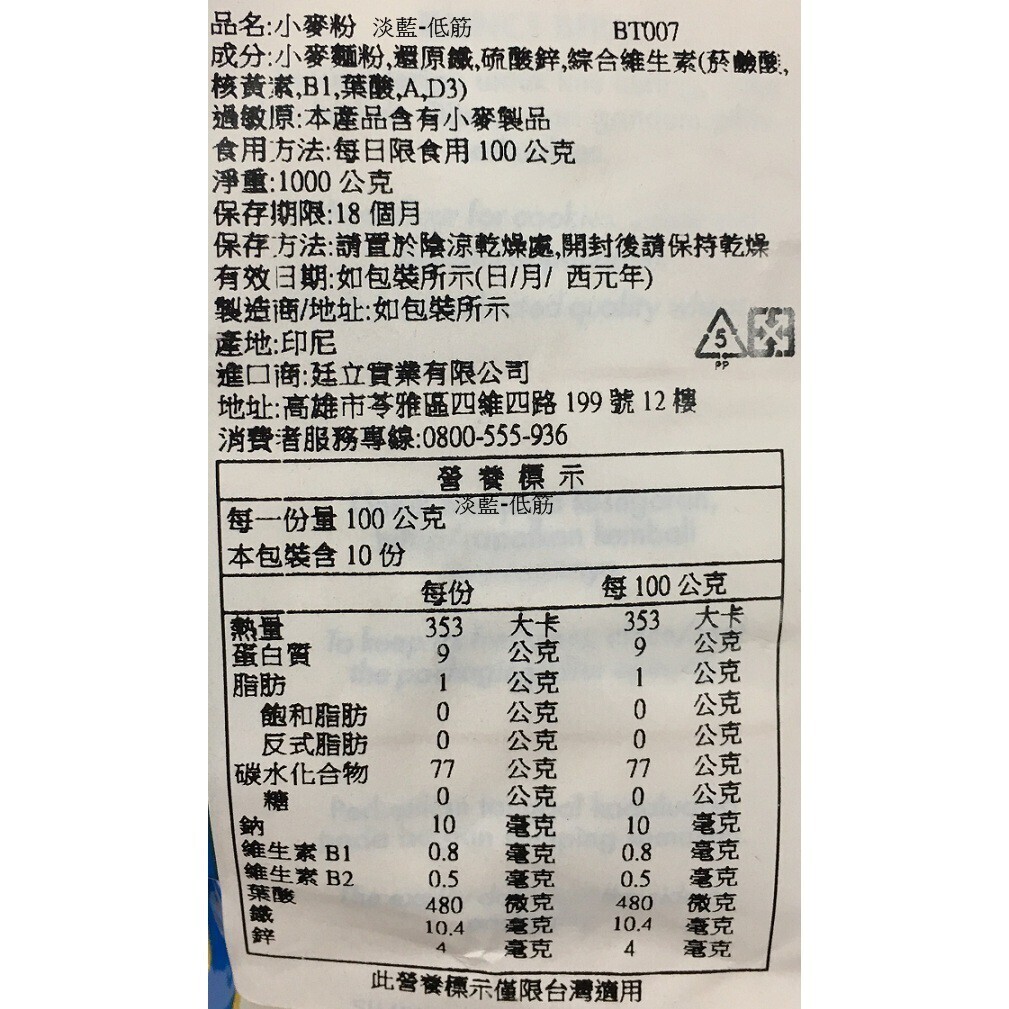 品名:小麥粉 淡藍-低筋 BT007
成分:小麥麵粉,還原鐵,硫酸鋅,綜合維生素(菸鹼酸,
核黃素,B1,葉酸,A,D3)
過敏原:本產品含有小麥製品
食用方法:每日限食用 100 公克
淨重:1000 公克
保存期限:18 個月
保存方法:請置於陰涼乾燥處,開封後請保持乾燥
有效日期:如包裝所示(日/月/ 西元年)
製造商/地址:如包裝所示
產地:印尼
5
PP
進口商:廷立實業有限公司
地址:高雄市苓雅區四維四路 199 號 12 樓
消費者服務專線:0800-555-936
營養標示
淡藍-低筋
每一份量 100 公克
本包裝含 10 份
每份 每 100 公克
熱量 353 大卡 353 大卡
蛋白質 9 公克 9 公克
脂肪 1 公克 1 公克
飽和脂肪 0 公克 0 公克
反式脂肪 0 公克 0 公克
碳水化合物 77 公克 77 公克
糖 0 公克 0 公克
鈉 10 毫克 10 毫克
維生素 B1 0.8 毫克 0.8 毫克
維生素 B2 0.5 毫克 0.5 毫克
葉酸 480 微克 480 微克
鐵 10.4 毫克 10.4 毫克
鋅 4 毫克 4 毫克
此營養標示僅限台灣適用